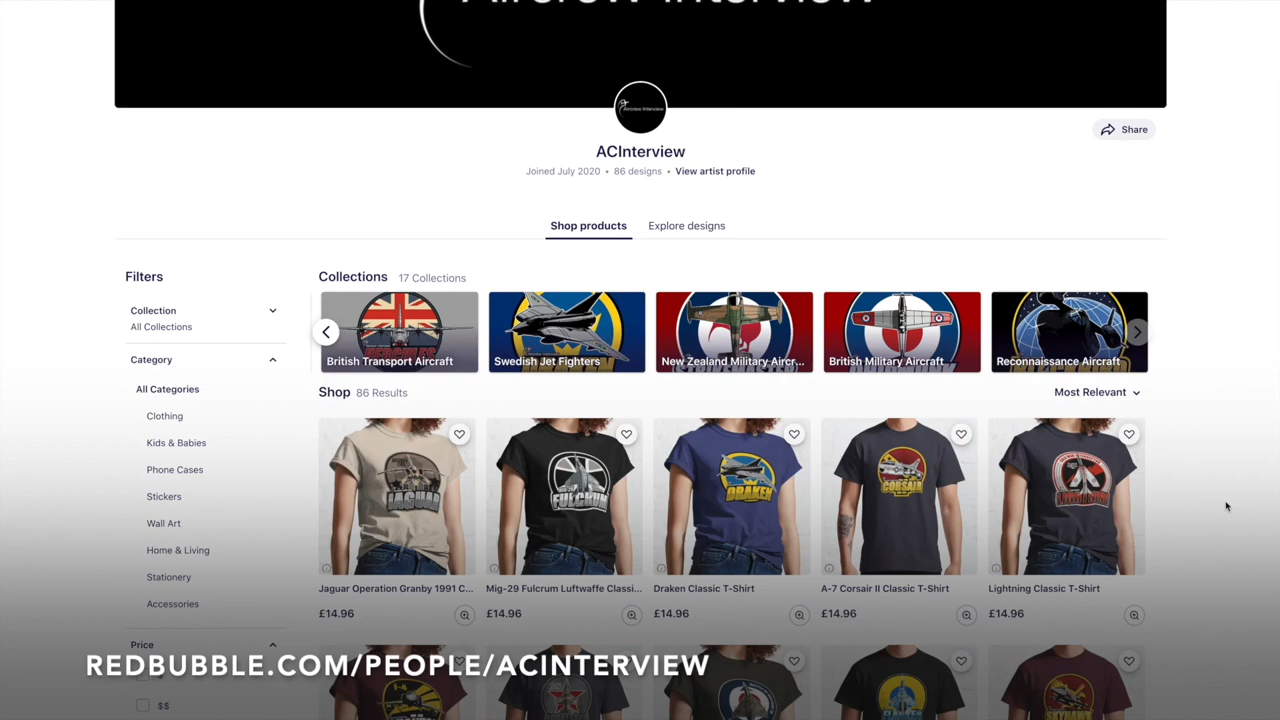 Aircrew Interview
Aircrew Interview
Share
ACInterview
Joined July 2020 • 86 designs • View artist profile
Shop products Explore designs
Filters
Collection
All Collections
Category
All Categories
Clothing
Kids & Babies
Phone Cases
Stickers
Wall Art
Home & Living
Stationery
Accessories
Price
$$
Collections 17 Collections
British Transport Aircraft
Swedish Jet Fighters
New Zealand Military Aircr...
British Military Aircraft
Reconnaissance Aircraft
Shop 86 Results
Most Relevant
JAGUAR
FULCRUM
DRAKEN
CORSAIR
LIGHTNING
Jaguar Operation Granby 1991 C...
Mig-29 Fulcrum Luftwaffe Classi...
Draken Classic T-Shirt
A-7 Corsair II Classic T-Shirt
Lightning Classic T-Shirt
£14.96
£14.96
£14.96
£14.96
£14.96
REDBUBBLE.COM/PEOPLE/ACINTERVIEW